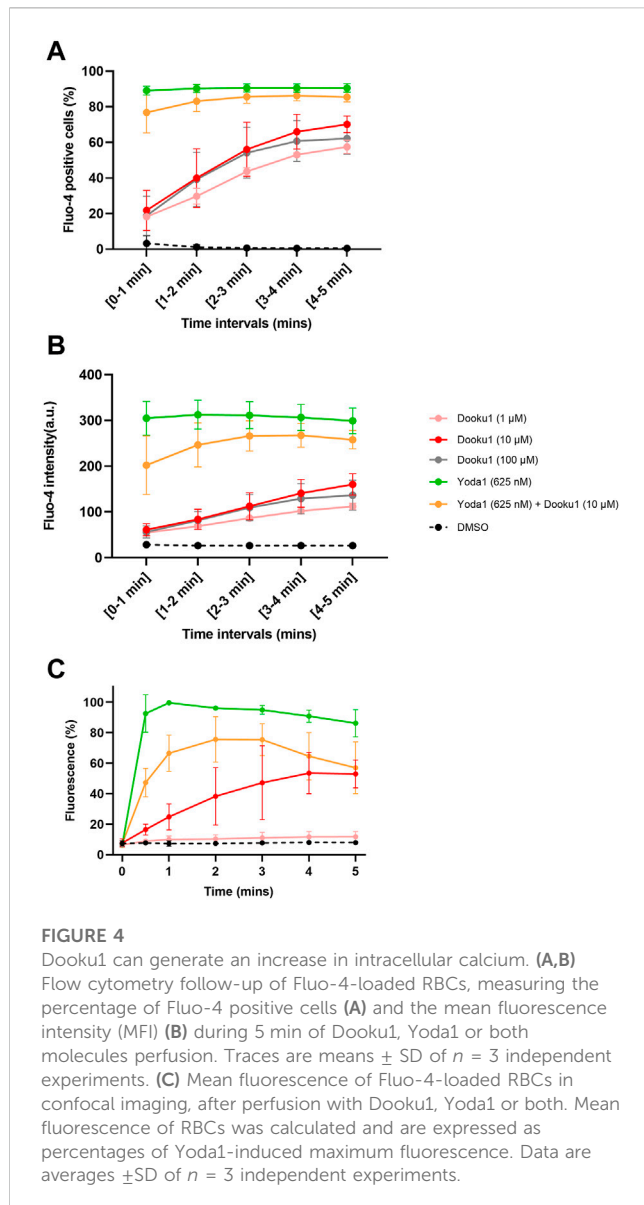 A
Fluo-4 positive cells (%)
100
80
60
40
20
0
[0-1 min]
[1-2 min]
[2-3 min]
[3-4 min]
[4-5 min]
Time intervals (mins)
B
Fluo-4 intensity(a.u.)
400
300
200
100
0
[0-1 min]
[1-2 min]
[2-3 min]
[3-4 min]
[4-5 min]
Time intervals (mins)
Dooku1 (1 μM)
Dooku1 (10 μM)
Dooku1 (100 μM)
Yoda1 (625 nM)
Yoda1 (625 nM) + Dooku1 (10 μM)
DMSO
C
Fluorescence (%)
100
80
60
40
20
0
0 1 2 3 4 5
Time (mins)
FIGURE 4
Dooku1 can generate an increase in intracellular calcium. (A,B)
Flow cytometry follow-up of Fluo-4-loaded RBCs, measuring the
percentage of Fluo-4 positive cells (A) and the mean fluorescence
intensity (MFI) (B) during 5 min of Dooku1, Yoda1 or both
molecules perfusion. Traces are means ± SD of n = 3 independent
experiments. (C) Mean fluorescence of Fluo-4-loaded RBCs in
confocal imaging, after perfusion with Dooku1, Yoda1 or both. Mean
fluorescence of RBCs was calculated and are expressed as
percentages of Yoda1-induced maximum fluorescence. Data are
averages ±SD of n = 3 independent experiments.